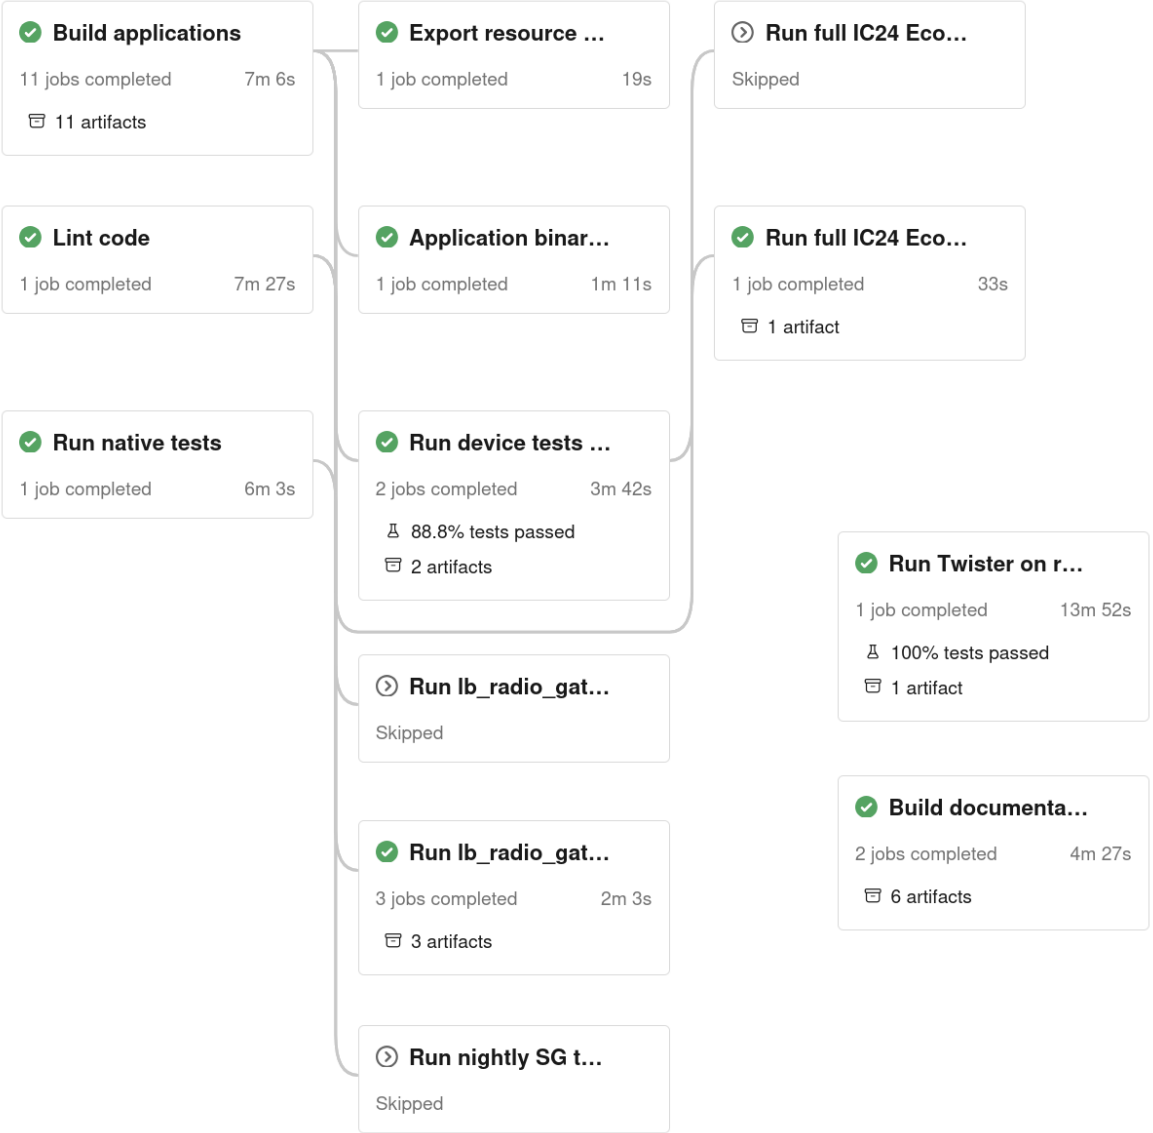 Build applications
11 jobs completed 7m 6s
11 artifacts
Lint code
1 job completed 7m 27s
Run native tests
1 job completed 6m 3s
Export resource ...
1 job completed 19s
Application binar...
1 job completed 1m 11s
Run device tests ...
2 jobs completed 3m 42s
88.8% tests passed
2 artifacts
Run lb_radio_gat...
Skipped
Run lb_radio_gat...
3 jobs completed 2m 3s
3 artifacts
Run nightly SG t...
Skipped
Run full IC24 Eco...
Skipped
Run full IC24 Eco...
1 job completed 33s
1 artifact
Run Twister on r...
1 job completed 13m 52s
100% tests passed
1 artifact
Build documenta...
2 jobs completed 4m 27s
6 artifacts